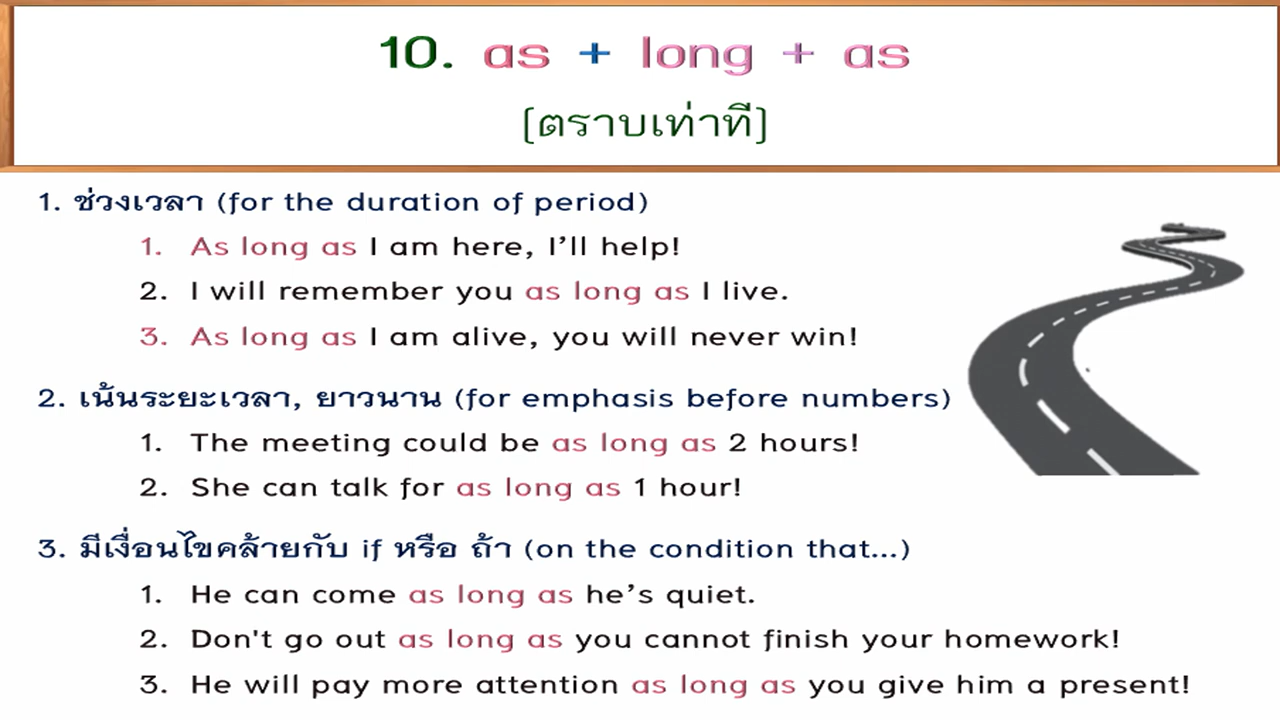 10. as + long + as
[ตราบเท่าที่]
1. ช่วงเวลา (for the duration of period)
1. As long as I am here, I’ll help!
2. I will remember you as long as I live.
3. As long as I am alive, you will never win!
2. เน้นระยะเวลา, ยาวนาน (for emphasis before numbers)
1. The meeting could be as long as 2 hours!
2. She can talk for as long as 1 hour!
3. มีเงื่อนไขคล้ายกับ if หรือ ถ้า (on the condition that...)
1. He can come as long as he’s quiet.
2. Don't go out as long as you cannot finish your homework!
3. He will pay more attention as long as you give him a present!